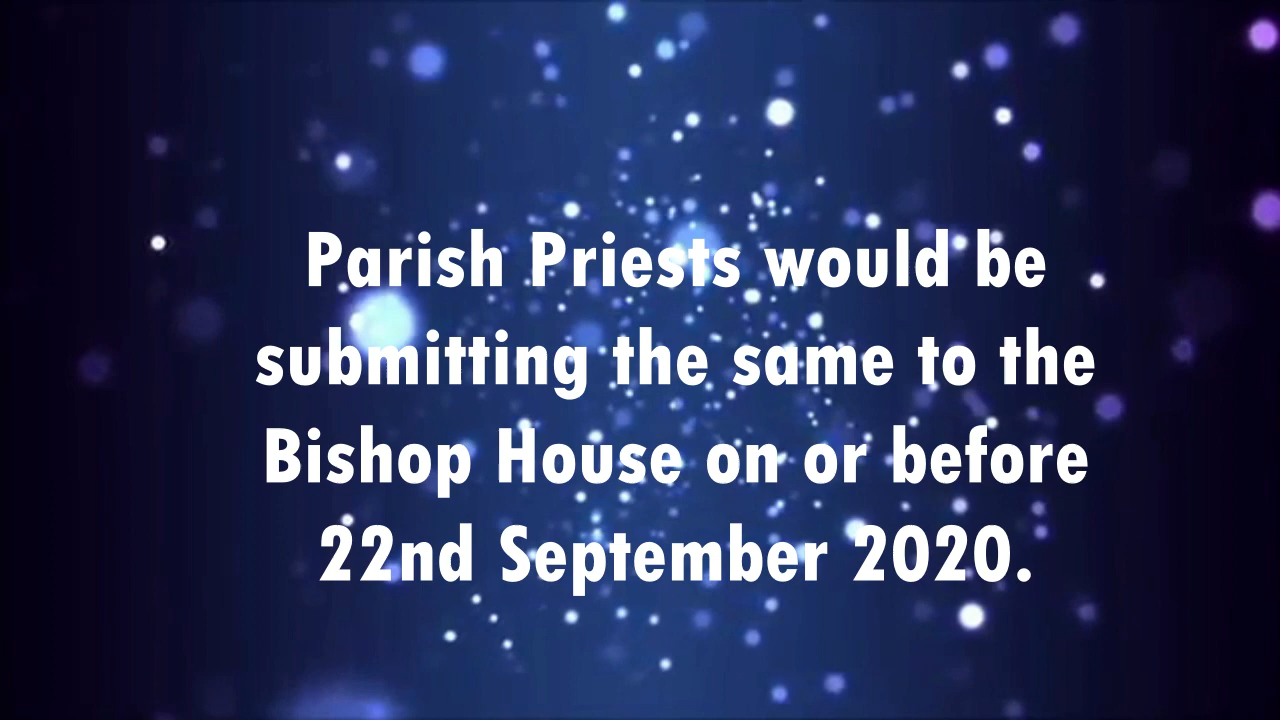 Parish Priests would be
submitting the same to the
Bishop House on or before
22nd September 2020.